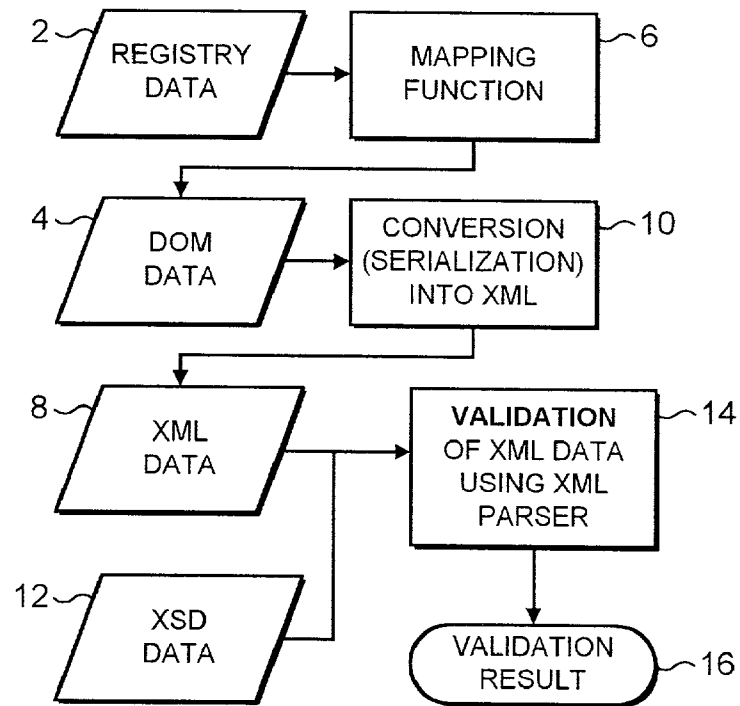 2
REGISTRY
DATA
MAPPING
FUNCTION
6
4
DOM
DATA
CONVERSION
(SERIALIZATION)
INTO XML
10
8
XML
DATA
VALIDATION
OF XML DATA
USING XML
PARSER
14
12
XSD
DATA
VALIDATION
RESULT
16